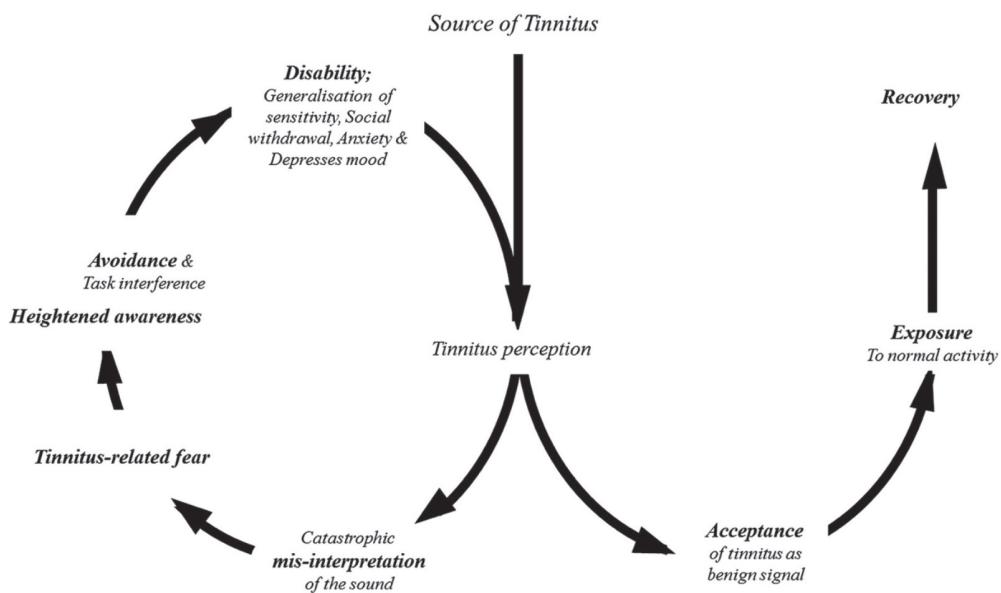 Source of Tinnitus
Disability;
Generalisation of
sensitivity, Social
withdrawal, Anxiety &
Depresses mood
Recovery
Avoidance &
Task interference
Heightened awareness
Tinnitus perception
Exposure
To normal activity
Tinnitus-related fear
Catastrophic
mis-interpretation
of the sound
Acceptance
of tinnitus as
benign signal